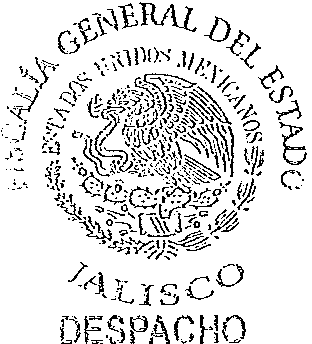 FISCALÍA GENERAL DEL ESTADO
ESTADOS UNIDOS MEXICANOS
JALISCO
DESPACHO